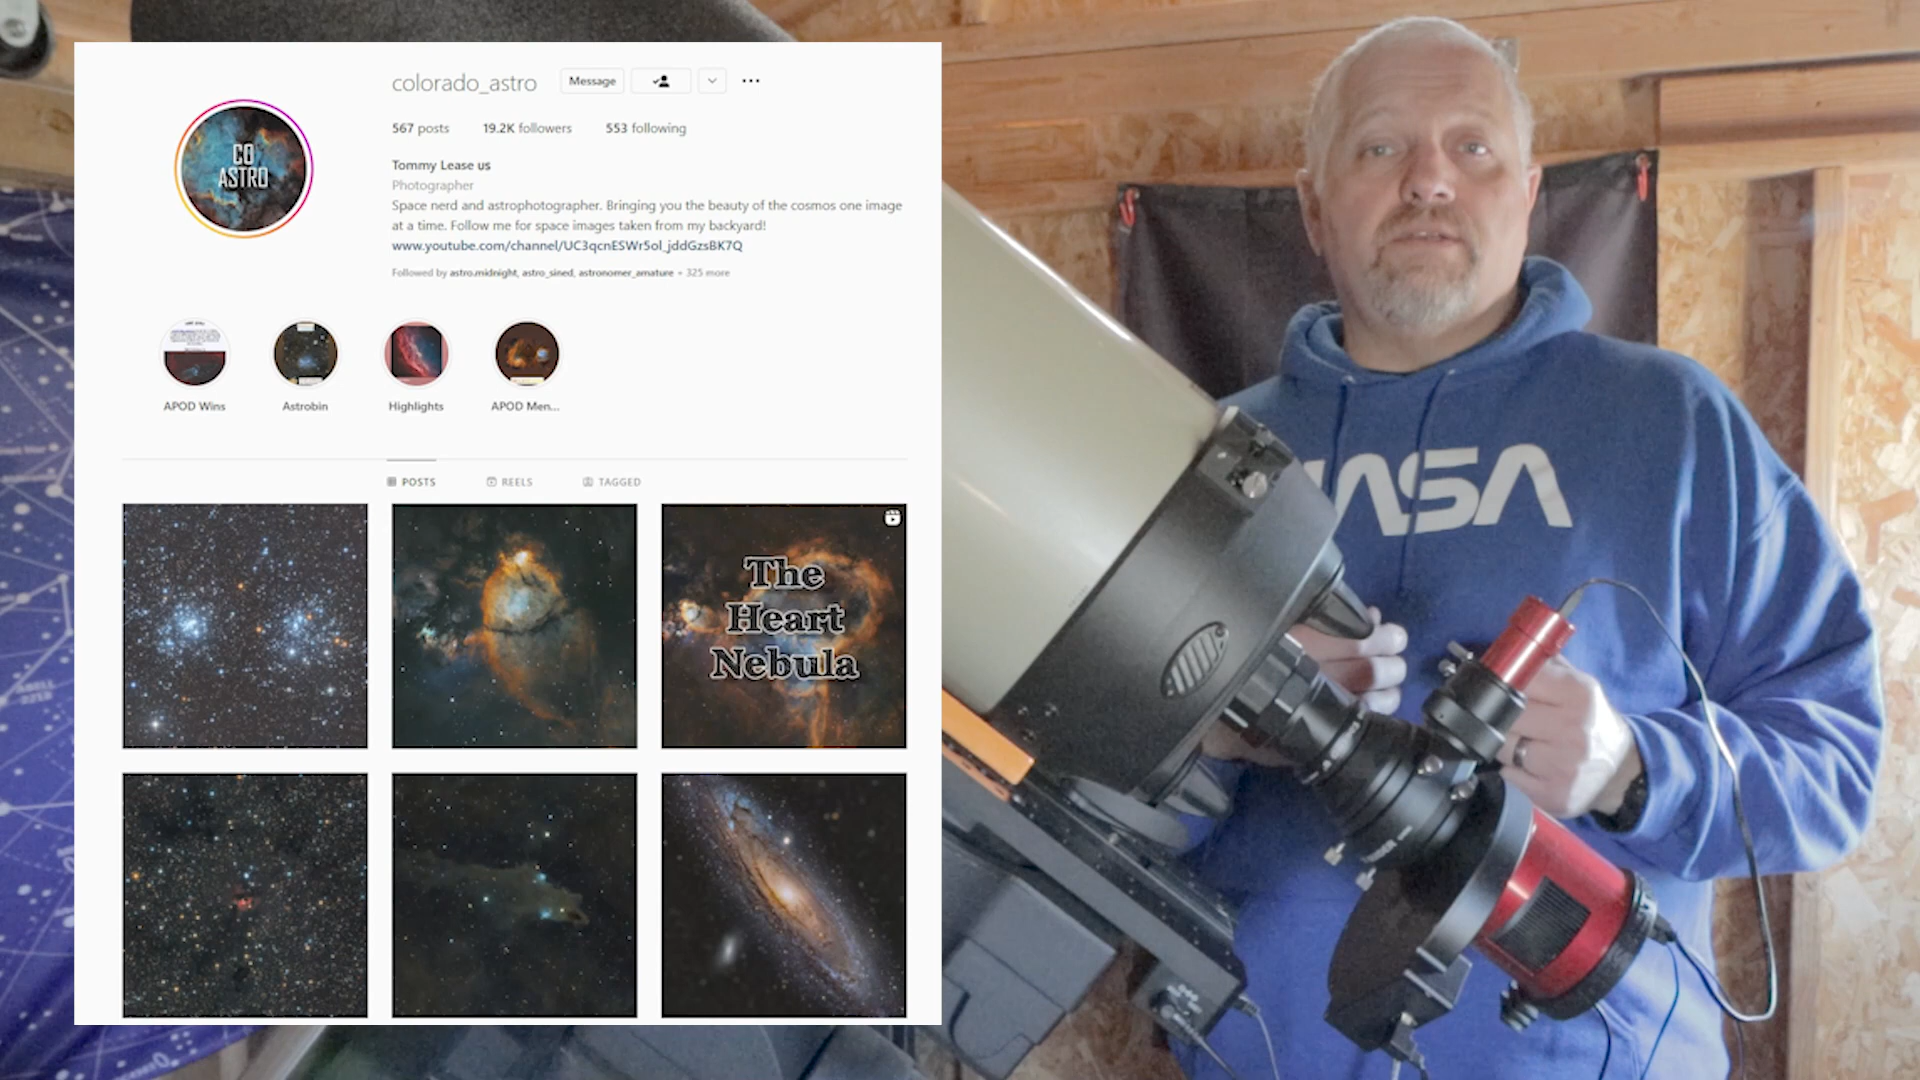 colorado_astro Message
567 posts 19.2K followers 553 following
Tommy Lease us
Photographer
Space nerd and astrophotographer. Bringing you the beauty of the cosmos one image
at a time. Follow me for space images taken from my backyard!
www.youtube.com/channel/UC3qcnESWr5ol_jddGzsBK7Q
Followed by astro.midnight, astro_sined, astronomer_amature + 325 more
CO
ASTRO
APOD Wins Astrobin Highlights APOD Men...
POSTS REELS TAGGED
The
Heart
Nebula
NASA